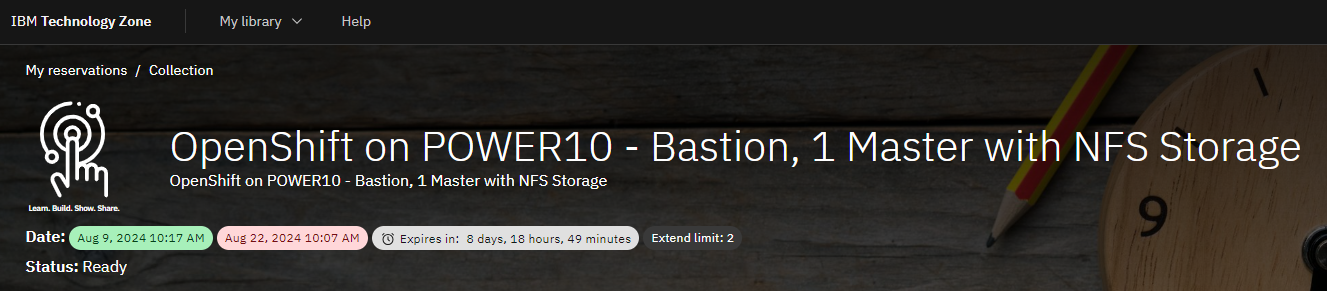 IBM Technology Zone My library Help
My reservations / Collection
OpenShift on POWER10 - Bastion, 1 Master with NFS Storage
OpenShift on POWER10 - Bastion, 1 Master with NFS Storage
Learn. Build. Show. Share.
Date: Aug 9, 2024 10:17 AM Aug 22, 2024 10:07 AM Expires in: 8 days, 18 hours, 49 minutes Extend limit: 2
Status: Ready
9